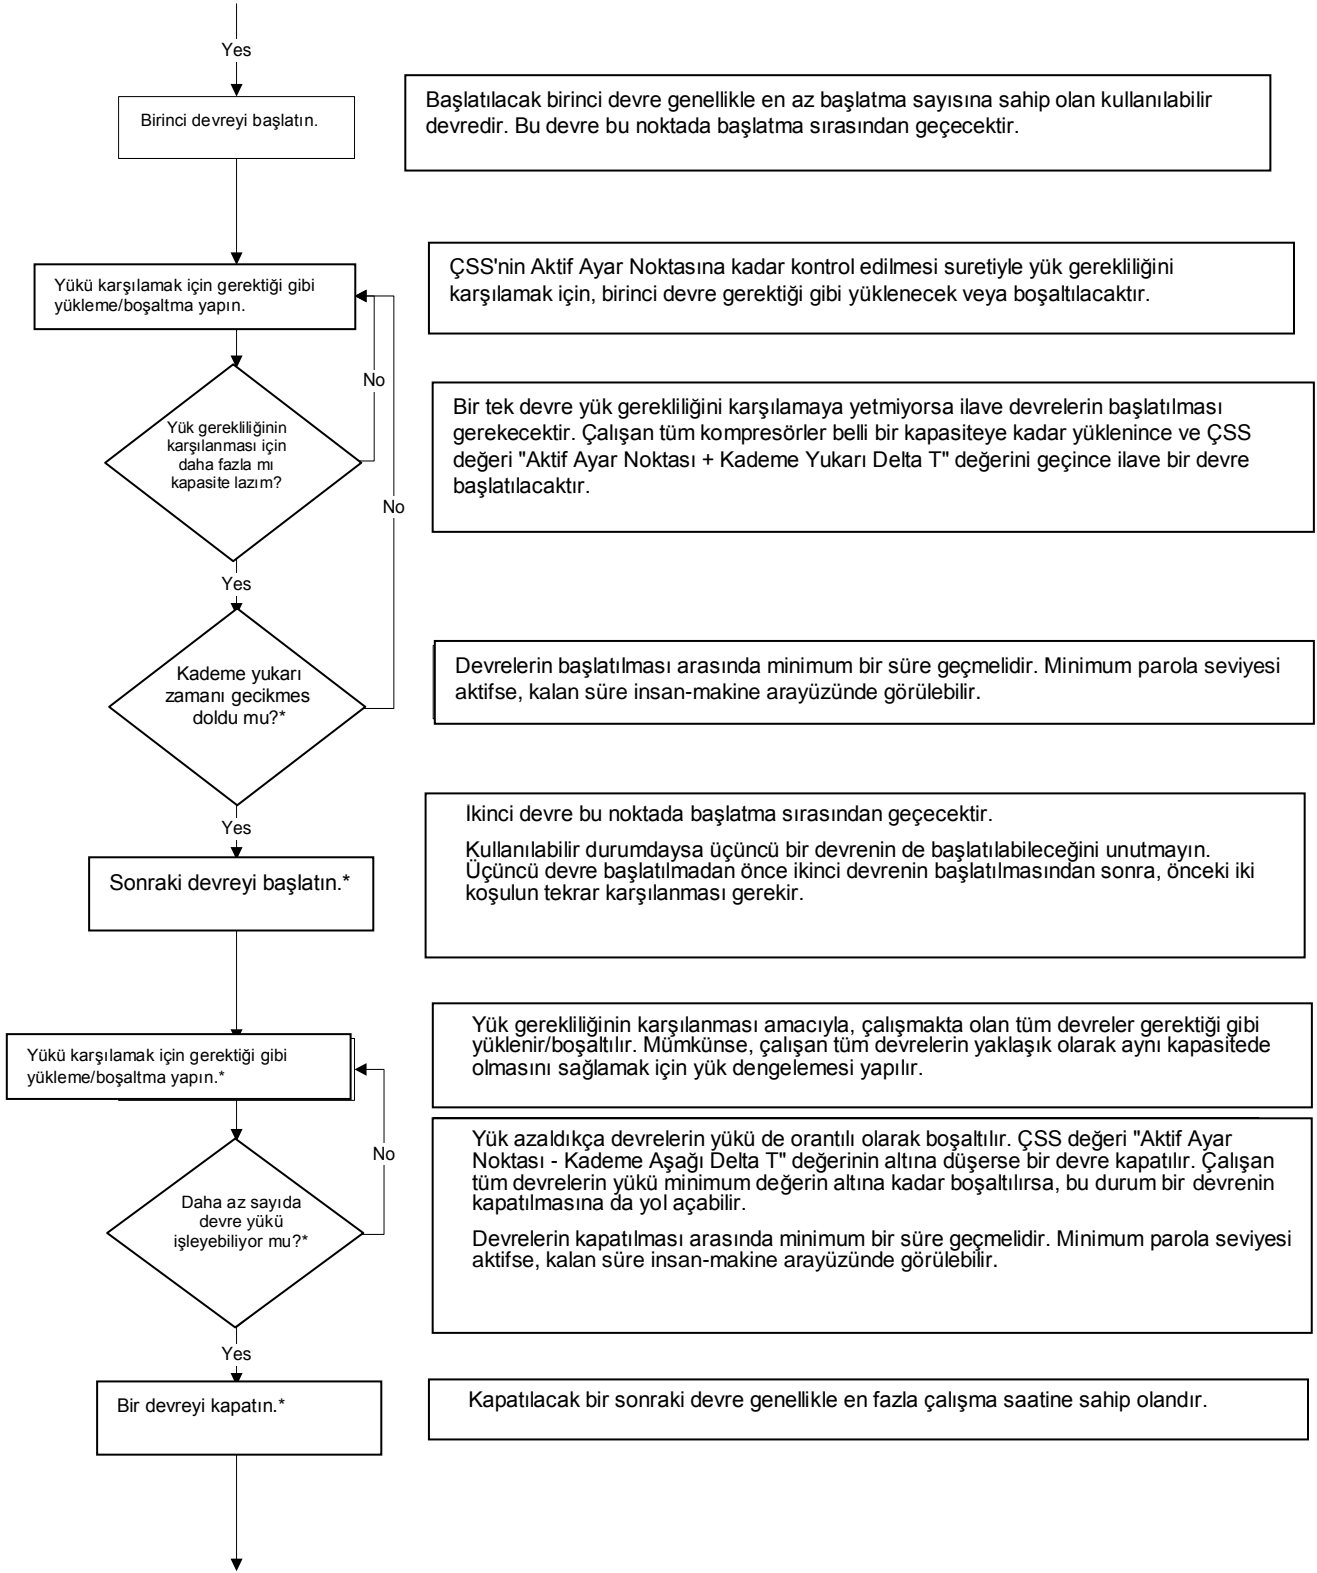 Yes
Birinci devreyi başlatın.
Başlatılacak birinci devre genellikle en az başlatma sayısına sahip olan kullanılabilir
devredir. Bu devre bu noktada başlatma sırasından geçecektir.
Yükü karşılamak için gerektiği gibi
yükleme/boşaltma yapın.
ÇSS'nin Aktif Ayar Noktasına kadar kontrol edilmesi suretiyle yük gerekliliğini
karşılamak için, birinci devre gerektiği gibi yüklenecek veya boşaltılacaktır.
No
Yük gerekliliğinin
karşılanması için
daha fazla mı
kapasite lazım?
Bir tek devre yük gerekliliğini karşılamaya yetmiyorsa ilave devrelerin başlatılması
gerekecektir. Çalışan tüm kompresörler belli bir kapasiteye kadar yüklenince ve ÇSS
değeri "Aktif Ayar Noktası + Kademe Yukarı Delta T" değerini geçince ilave bir devre
başlatılacaktır.
No
Yes
Kademe yukarı
zamanı gecikmes
doldu mu?*
Devrelerin başlatılması arasında minimum bir süre geçmelidir. Minimum parola seviyesi
aktifse, kalan süre insan-makine arayüzünde görülebilir.
Yes
Sonraki devreyi başlatın.*
Ikinci devre bu noktada başlatma sırasından geçecektir.
Kullanılabilir durumdaysa üçüncü bir devrenin de başlatılabileceğini unutmayın.
Üçüncü devre başlatılmadan önce ikinci devrenin başlatılmasından sonra, önceki iki
koşulun tekrar karşılanması gerekir.
Yükü karşılamak için gerektiği gibi
yükleme/boşaltma yapın.*
Yük gerekliliğinin karşılanması amacıyla, çalışmakta olan tüm devreler gerektiği gibi
yüklenir/boşaltılır. Mümkünse, çalışan tüm devrelerin yaklaşık olarak aynı kapasitede
olmasını sağlamak için yük dengelemesi yapılır.
No
Daha az sayıda
devre yükü
işleyebiliyor mu?*
Yük azaldıkça devrelerin yükü de orantılı olarak boşaltılır. ÇSS değeri "Aktif Ayar
Noktası - Kademe Aşağı Delta T" değerinin altına düşerse bir devre kapatılır. Çalışan
tüm devrelerin yükü minimum değerin altına kadar boşaltılırsa, bu durum bir devrenin
kapatılmasına da yol açabilir.
Devrelerin kapatılması arasında minimum bir süre geçmelidir. Minimum parola seviyesi
aktifse, kalan süre insan-makine arayüzünde görülebilir.
Yes
Bir devreyi kapatın.*
Kapatılacak bir sonraki devre genellikle en fazla çalışma saatine sahip olandır.